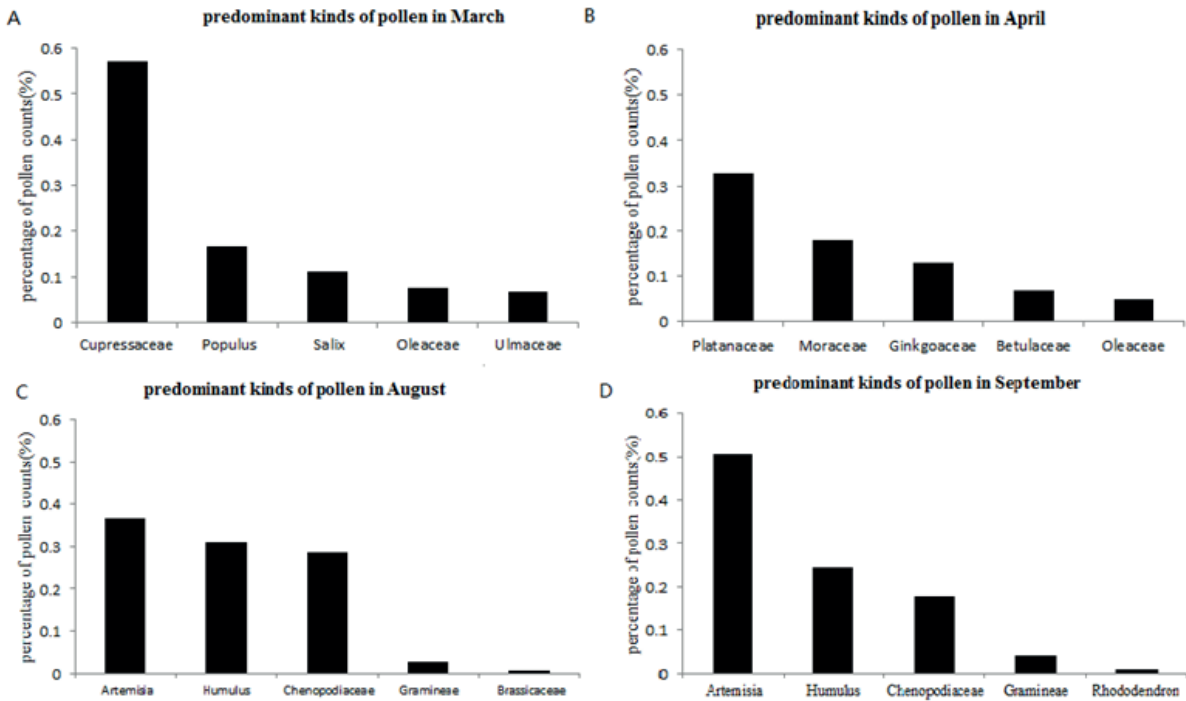 A
predominant kinds of pollen in March
percentage of pollen counts(%)
0.6
0.5
0.4
0.3
0.2
0.1
0
Cupressaceae Populus Salix Oleaceae Ulmaceae
B
predominant kinds of pollen in April
percentage of pollen counts(%)
0.6
0.5
0.4
0.3
0.2
0.1
0
Platanaceae Moraceae Ginkgoaceae Betulaceae Oleaceae
C
predominant kinds of pollen in August
percentage of pollen counts(%)
0.6
0.5
0.4
0.3
0.2
0.1
0
Artemisia Humulus Chenopodiaceae Gramineae Brassicaceae
D
predominant kinds of pollen in September
percentage of pollen counts(%)
0.6
0.5
0.4
0.3
0.2
0.1
0
Artemisia Humulus Chenopodiaceae Gramineae Rhododendron